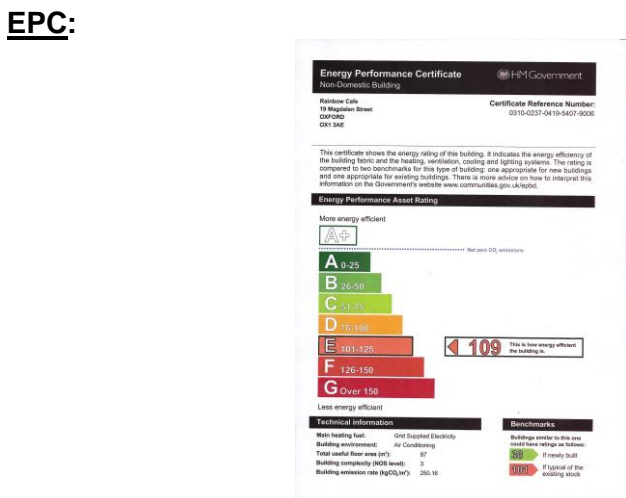 EPC:
Energy Performance Certificate
Non-Domestic Building
HM Government
Rainbow Cafe
19 Magdalen Street
OXFORD
OX1 3AE
Certificate Reference Number:
0310-0237-0419-5407-9006
This certificate shows the energy rating of this building. It indicates the energy efficiency of
the building fabric and the heating, ventilation, cooling and lighting systems. The rating is
compared to two benchmarks for this type of building: one appropriate for new buildings
and one appropriate for existing buildings. There is more advice on how to interpret this
information on the Government's website www.communities.gov.uk/epbd.
Energy Performance Asset Rating
More energy efficient
A+
Net zero CO₂ emissions
A 0-25
B 26-50
C 51-75
D 76-100
E 101-125
109 This is how energy efficient
the building is.
F 126-150
G Over 150
Less energy efficient
Technical information
Main heating fuel: Grid Supplied Electricity
Building environment: Air Conditioning
Total useful floor area (m²): 87
Building complexity (NOS level): 3
Building emission rate (kgCO₂/m²): 250.16
Benchmarks
Buildings similar to this one
could have ratings as follows:
If newly built
If typical of the
existing stock